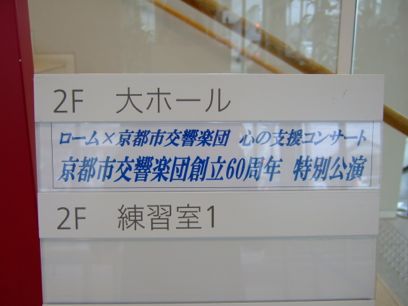 2F 大ホール
ローム×京都市交響楽団 心の支援コンサート
京都市交響楽団創立60周年 特別公演
2F 練習室1